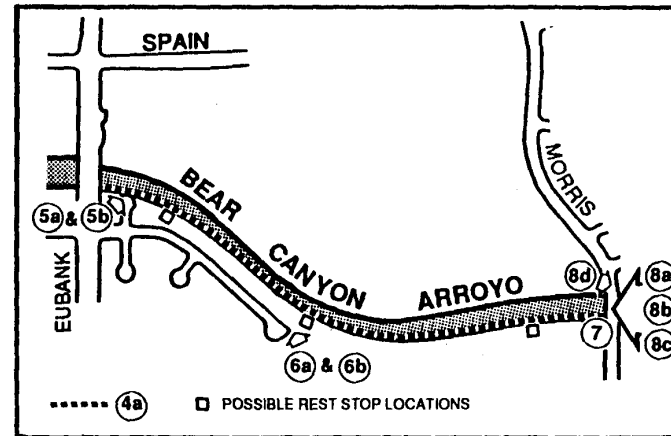 SPAIN
BEAR
CANYON
ARROYO
MORRIS
EUBANK
5a & 5b
6a & 6b
8d
8a
8b
8c
7
4a
POSSIBLE REST STOP LOCATIONS